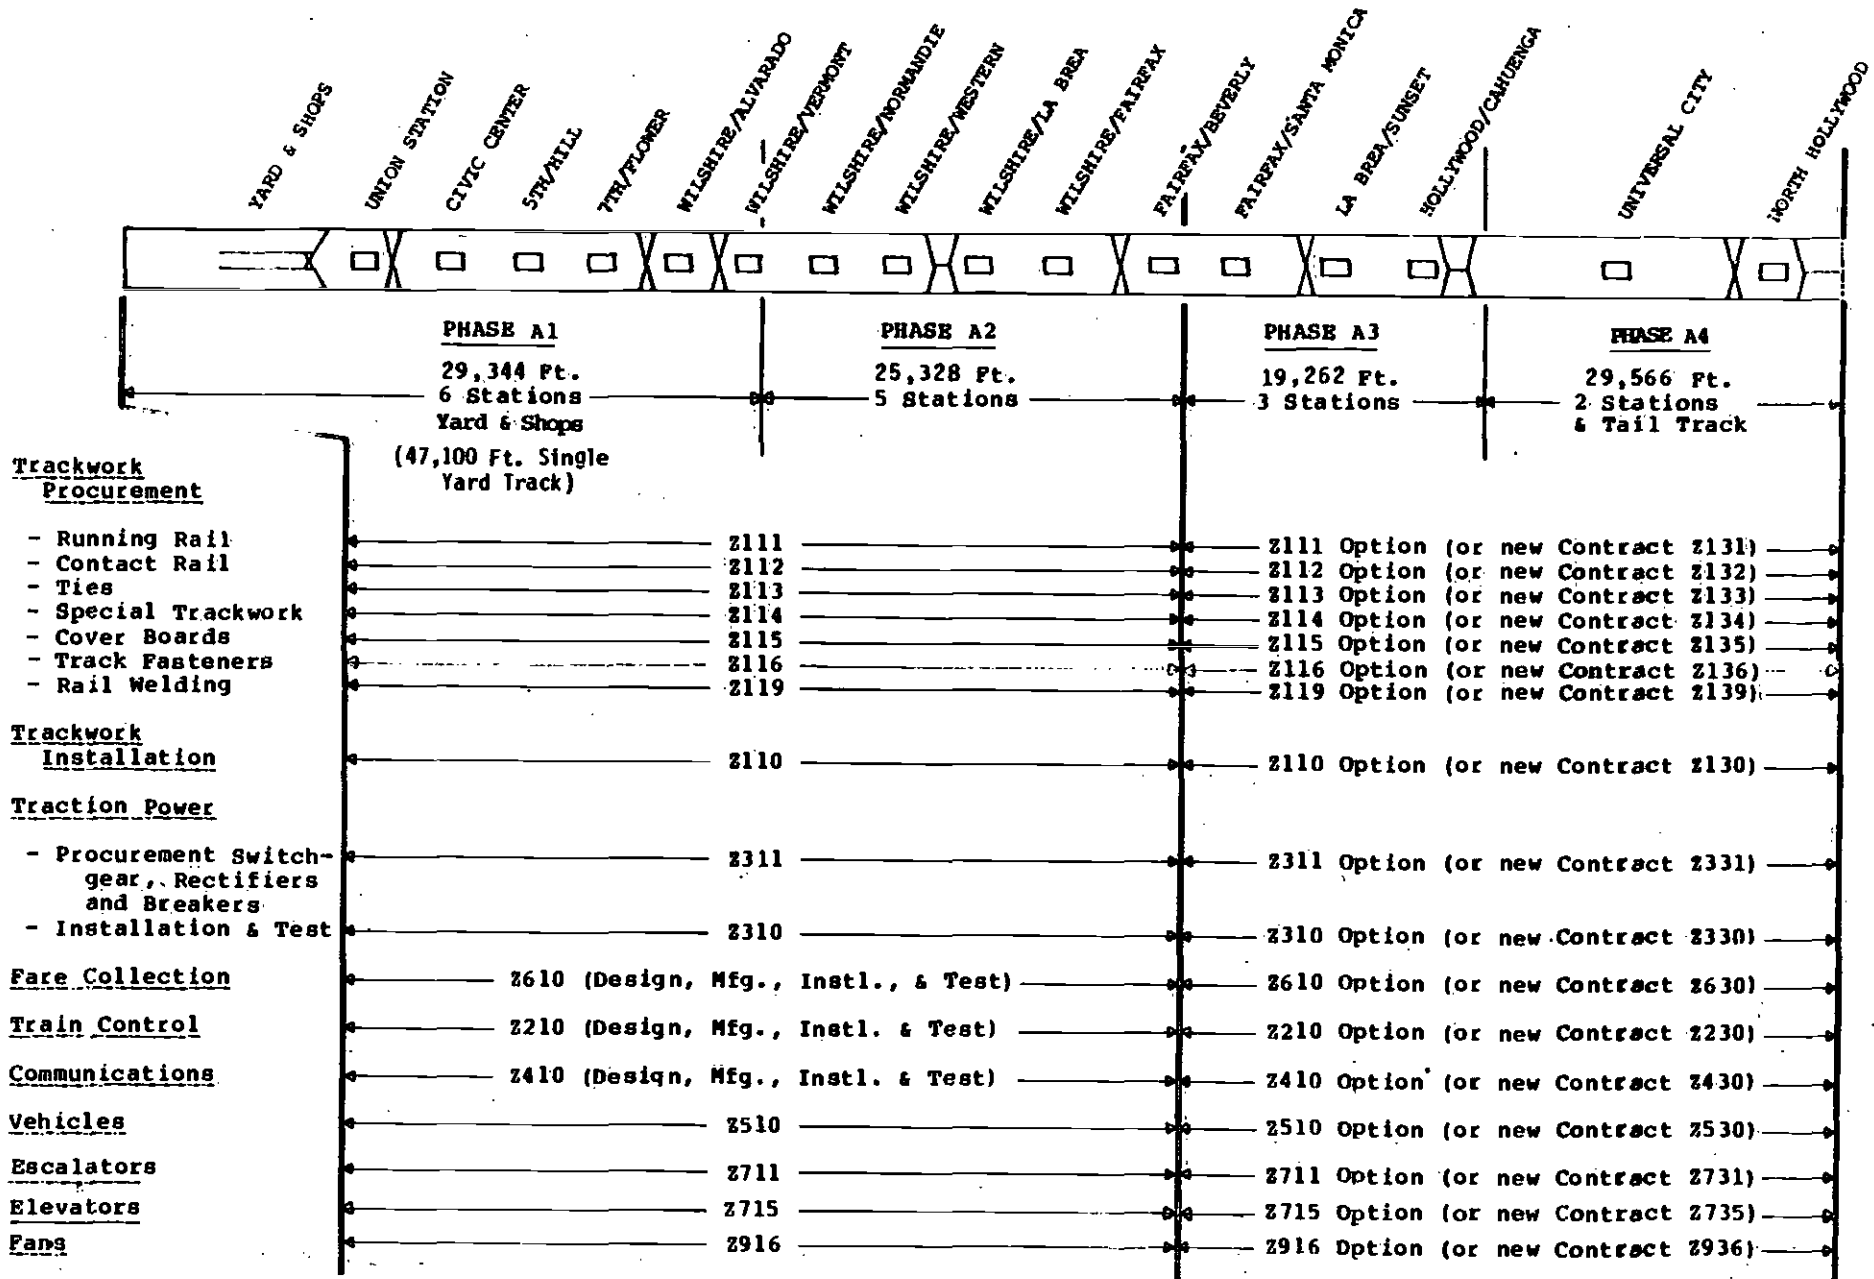 YARD & SHOPS
UNION STATION
CIVIC CENTER
5TH/HILL
7TH/FLOWER
WILSHIRE/ALVARADO
WILSHIRE/VERMONT
WILSHIRE/NORMANDIE
WILSHIRE/WESTERN
WILSHIRE/LA BREA
WILSHIRE/FAIRFAX
FAIRFAX/BEVERLY
FAIRFAX/SANTA MONICA
LA BREA/SUNSET
HOLLYWOOD/CAHUENGA
UNIVERSAL CITY
NORTH HOLLYWOOD
PHASE A1
29,344 Ft.
6 Stations
Yard & Shops
(47,100 Ft. Single
Yard Track)
PHASE A2
25,328 Ft.
5 Stations
PHASE A3
19,262 Ft.
3 Stations
PHASE A4
29,566 Ft.
2 Stations
& Tail Track
Trackwork
Procurement
- Running Rail Z111 Z111 Option (or new Contract Z131)
- Contact Rail Z112 Z112 Option (or new Contract Z132)
- Ties Z113 Z113 Option (or new Contract Z133)
- Special Trackwork Z114 Z114 Option (or new Contract Z134)
- Cover Boards Z115 Z115 Option (or new Contract Z135)
- Track Fasteners Z116 Z116 Option (or new Contract Z136)
- Rail Welding Z119 Z119 Option (or new Contract Z139)
Trackwork
Installation Z110 Z110 Option (or new Contract Z130)
Traction Power
- Procurement Switch- Z311 Z311 Option (or new Contract Z331)
gear, Rectifiers
and Breakers
- Installation & Test Z310 Z310 Option (or new Contract Z330)
Fare Collection Z610 (Design, Mfg., Instl., & Test) Z610 Option (or new Contract Z630)
Train Control Z210 (Design, Mfg., Instl. & Test) Z210 Option (or new Contract Z230)
Communications Z410 (Design, Mfg., Instl. & Test) Z410 Option (or new Contract Z430)
Vehicles Z510 Z510 Option (or new Contract Z530)
Escalators Z711 Z711 Option (or new Contract Z731)
Elevators Z715 Z715 Option (or new Contract Z735)
Fans Z916 Z916 Option (or new Contract Z936)